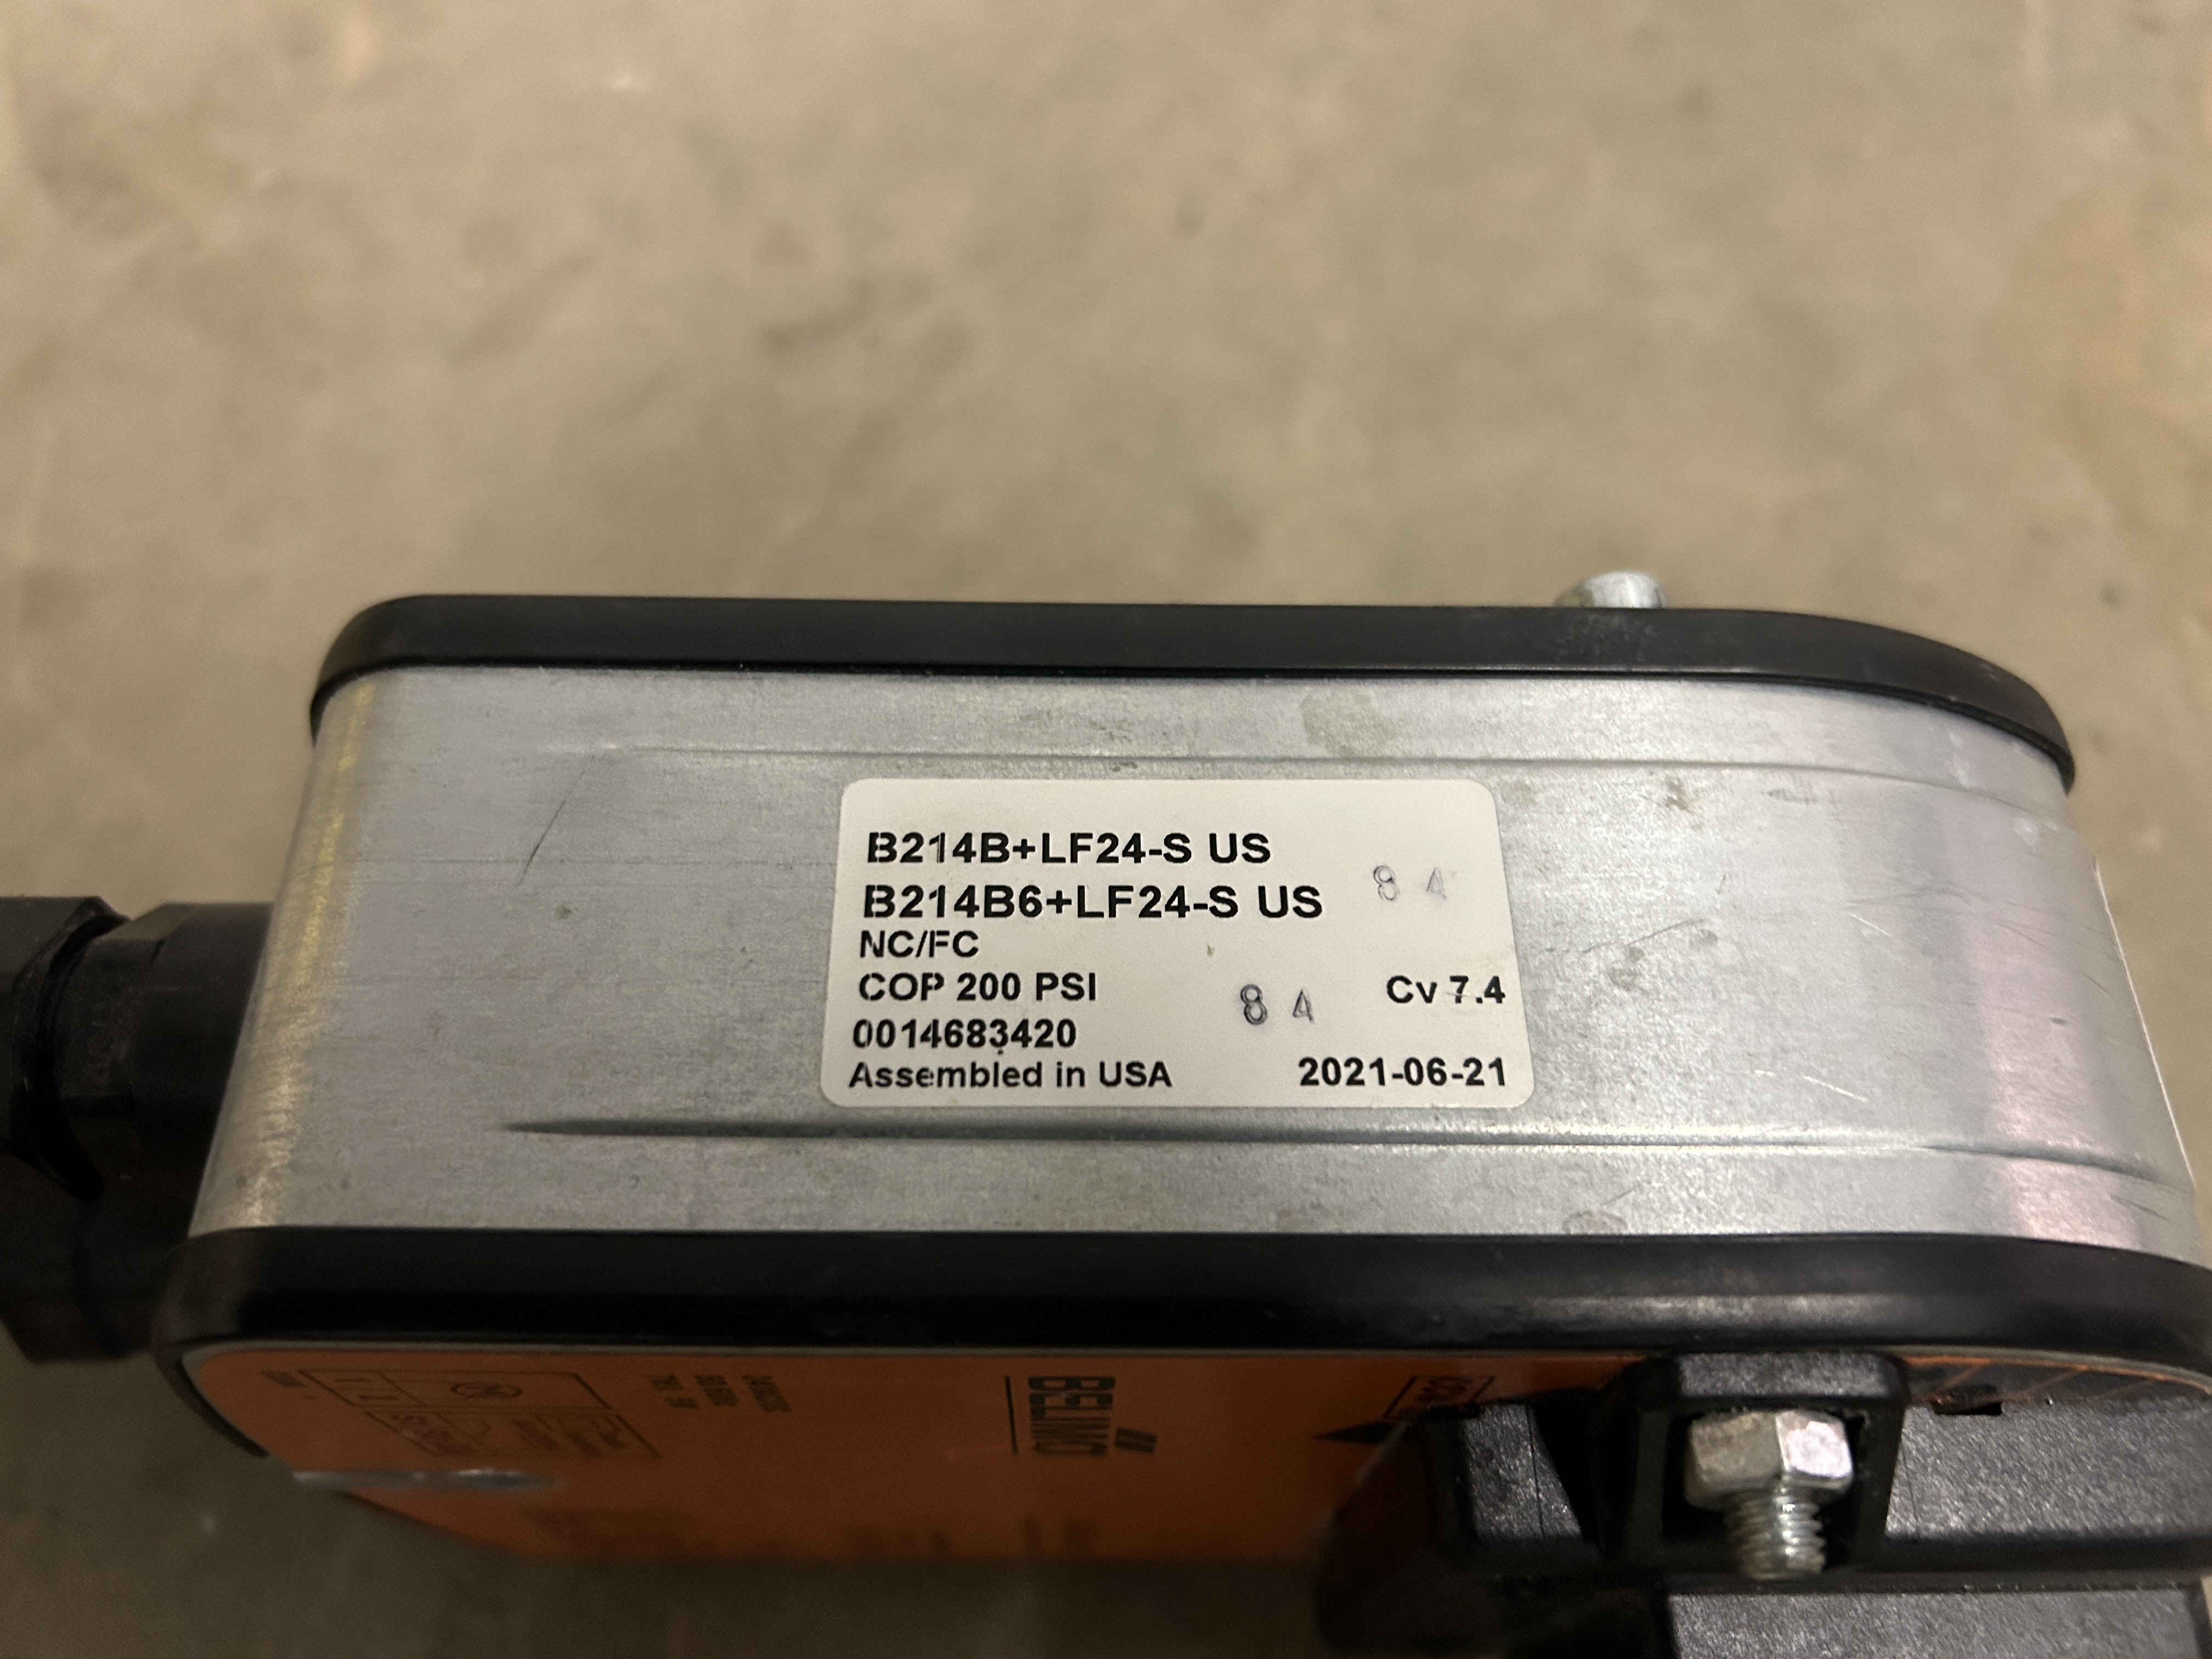 B214B+LF24-S US
B214B6+LF24-S US
8 4
NC/FC
COP 200 PSI
8 4
Cv 7.4
0014683420
Assembled in USA
2021-06-21
BELIMO